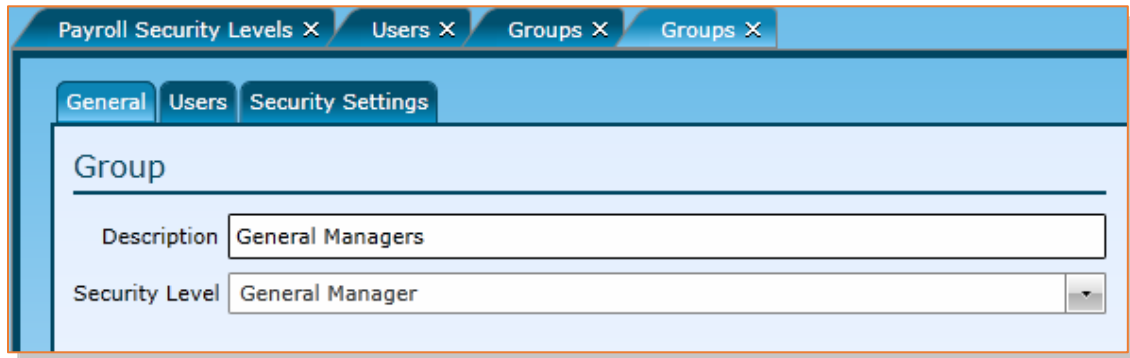 Payroll Security Levels X Users X Groups X Groups X
General Users Security Settings
Group
Description General Managers
Security Level General Manager